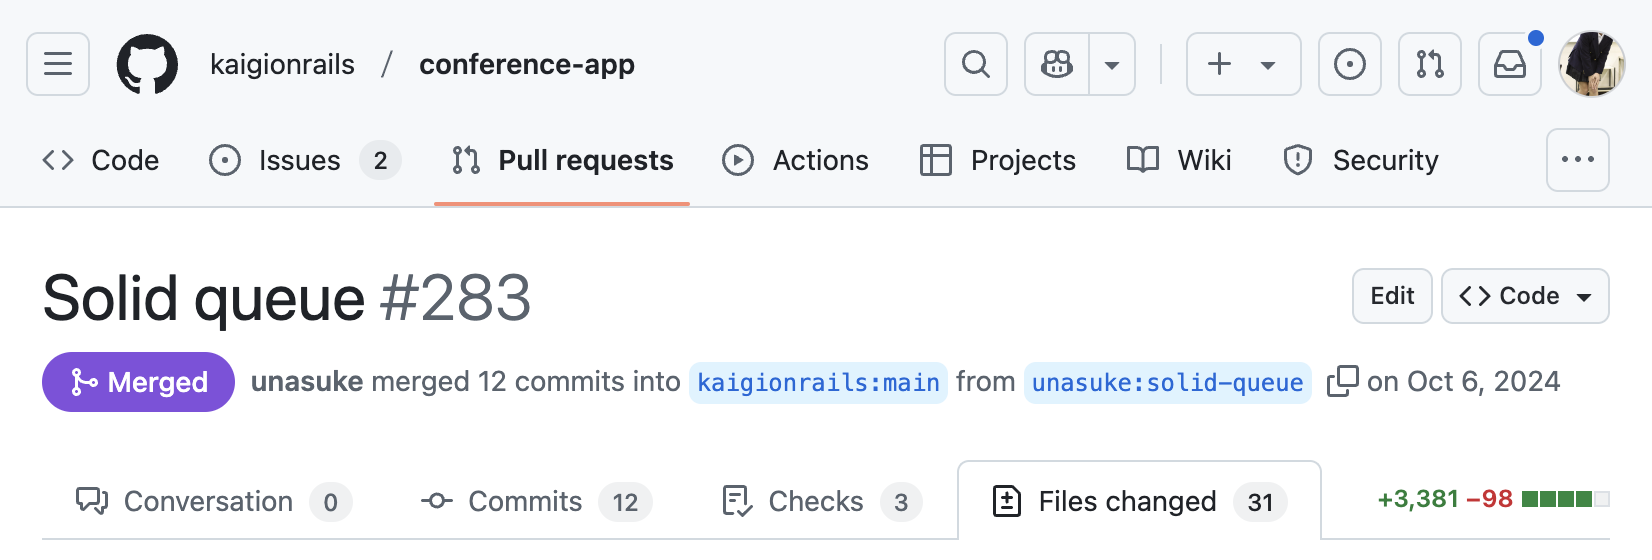 kaigionrails / conference-app
Code Issues 2 Pull requests Actions Projects Wiki Security
Solid queue #283 Edit Code
Merged unasuke merged 12 commits into kaigionrails:main from unasuke:solid-queue on Oct 6, 2024
Conversation 0 Commits 12 Checks 3 Files changed 31 +3,381 −98